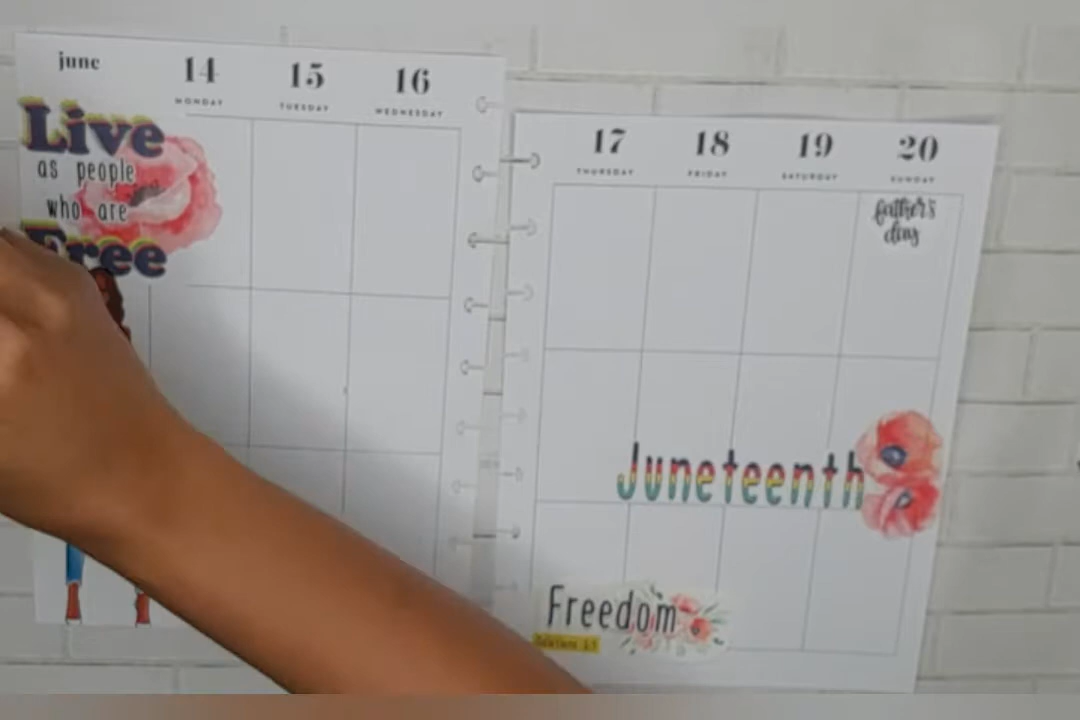 june
14
MONDAY
15
TUESDAY
16
WEDNESDAY
Live
as people
who are
Free
17
THURSDAY
18
FRIDAY
19
SATURDAY
20
SUNDAY
father's
day
Juneteenth
Freedom